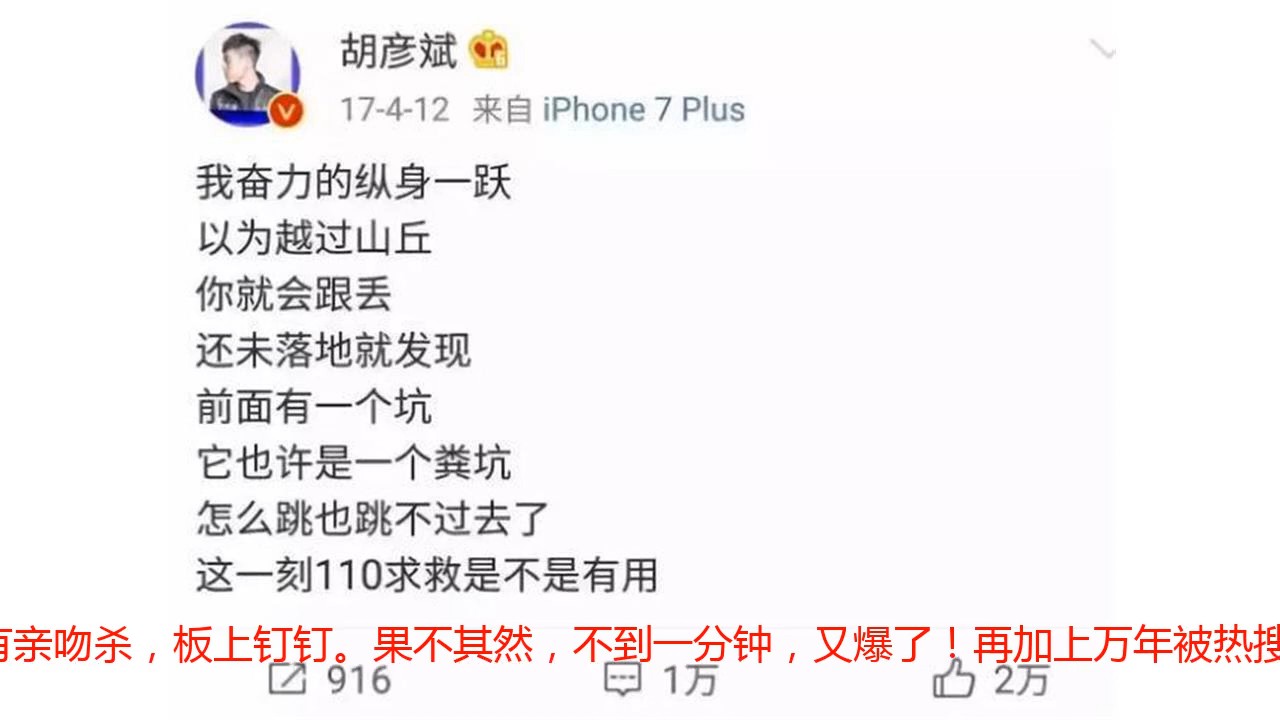 胡彦斌
17-4-12 来自 iPhone 7 Plus
我奋力的纵身一跃
以为越过山丘
你就会跟丢
还未落地就发现
前面有一个坑
它也许是一个粪坑
怎么跳也跳不过去了
这一刻110求救是不是有用
有亲吻杀，板上钉钉。果不其然，不到一分钟，又爆了！再加上万年被热搜
916 1万 2万